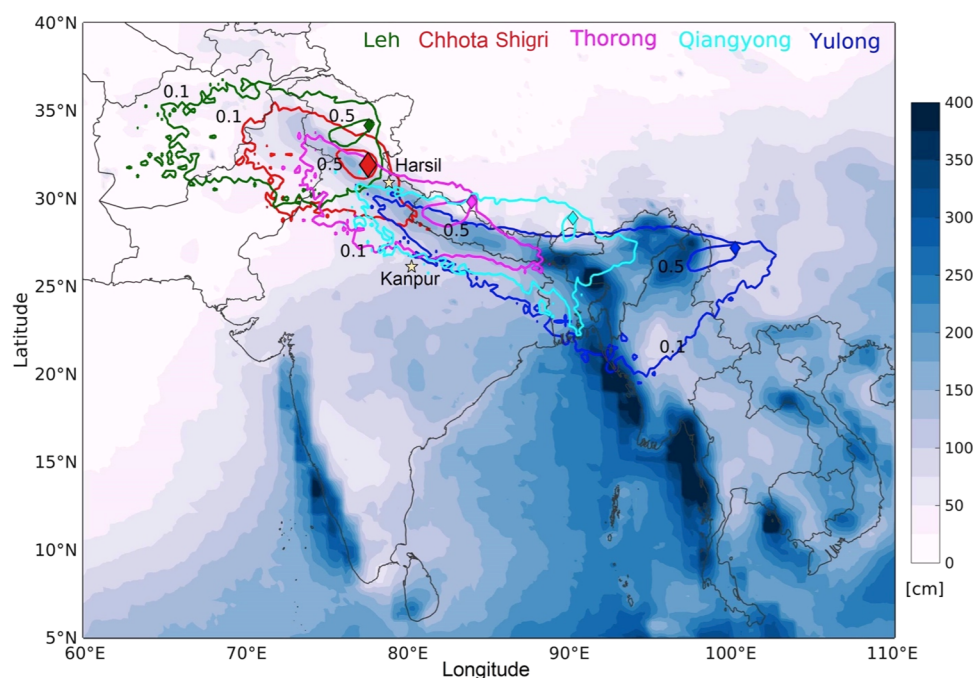 40°N
Leh Chhota Shigri Thorong Qiangyong Yulong
0.1
35°N
0.1
0.5
400
350
0.5
Harsil
300
30°N
0.5
250
0.1
0.5
Kanpur
25°N
200
Latitude
0.1
20°N
150
15°N
100
50
10°N
0
[cm]
5°N
60°E 70°E 80°E 90°E 100°E 110°E
Longitude